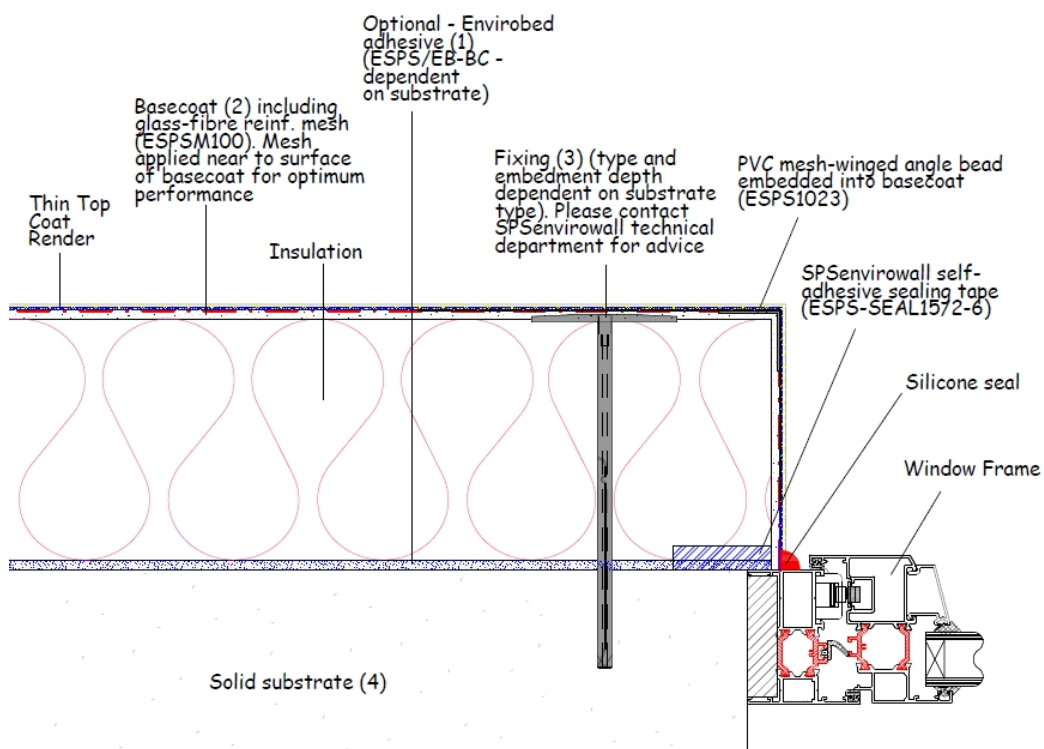 Optional - Envirobed
adhesive (1)
(ESPS/EB-BC -
dependent
on substrate)
Basecoat (2) including
glass-fibre reinf. mesh
(ESPSM100). Mesh
applied near to surface
of basecoat for optimum
performance
Fixing (3) (type and
embedment depth
dependent on substrate
type). Please contact
SPSenvirowall technical
department for advice
PVC mesh-winged angle bead
embedded into basecoat
(ESPS1023)
Thin Top
Coat
Render
Insulation
SPSenvirowall self-
adhesive sealing tape
(ESPS-SEAL1572-6)
Silicone seal
Window Frame
Solid substrate (4)